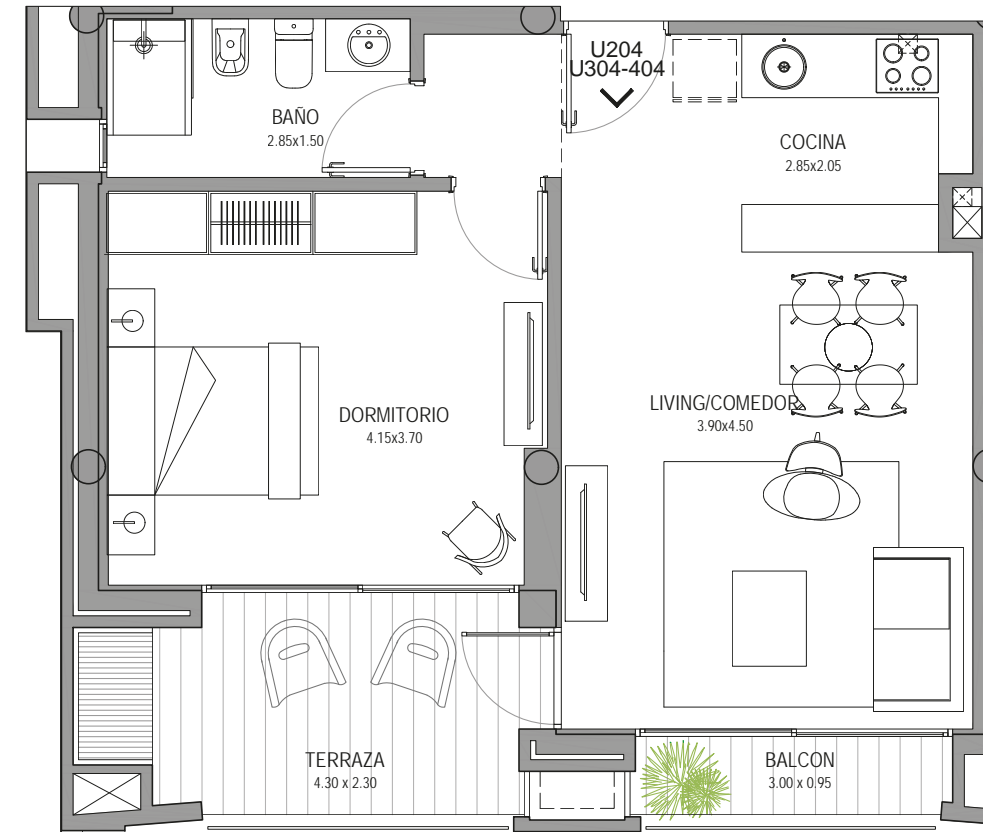 U204
U304-404
BAÑO
2.85x1.50
COCINA
2.85x2.05
DORMITORIO
4.15x3.70
LIVING/COMEDOR
3.90x4.50
TERRAZA
4.30 x 2.30
BALCON
3.00 x 0.95